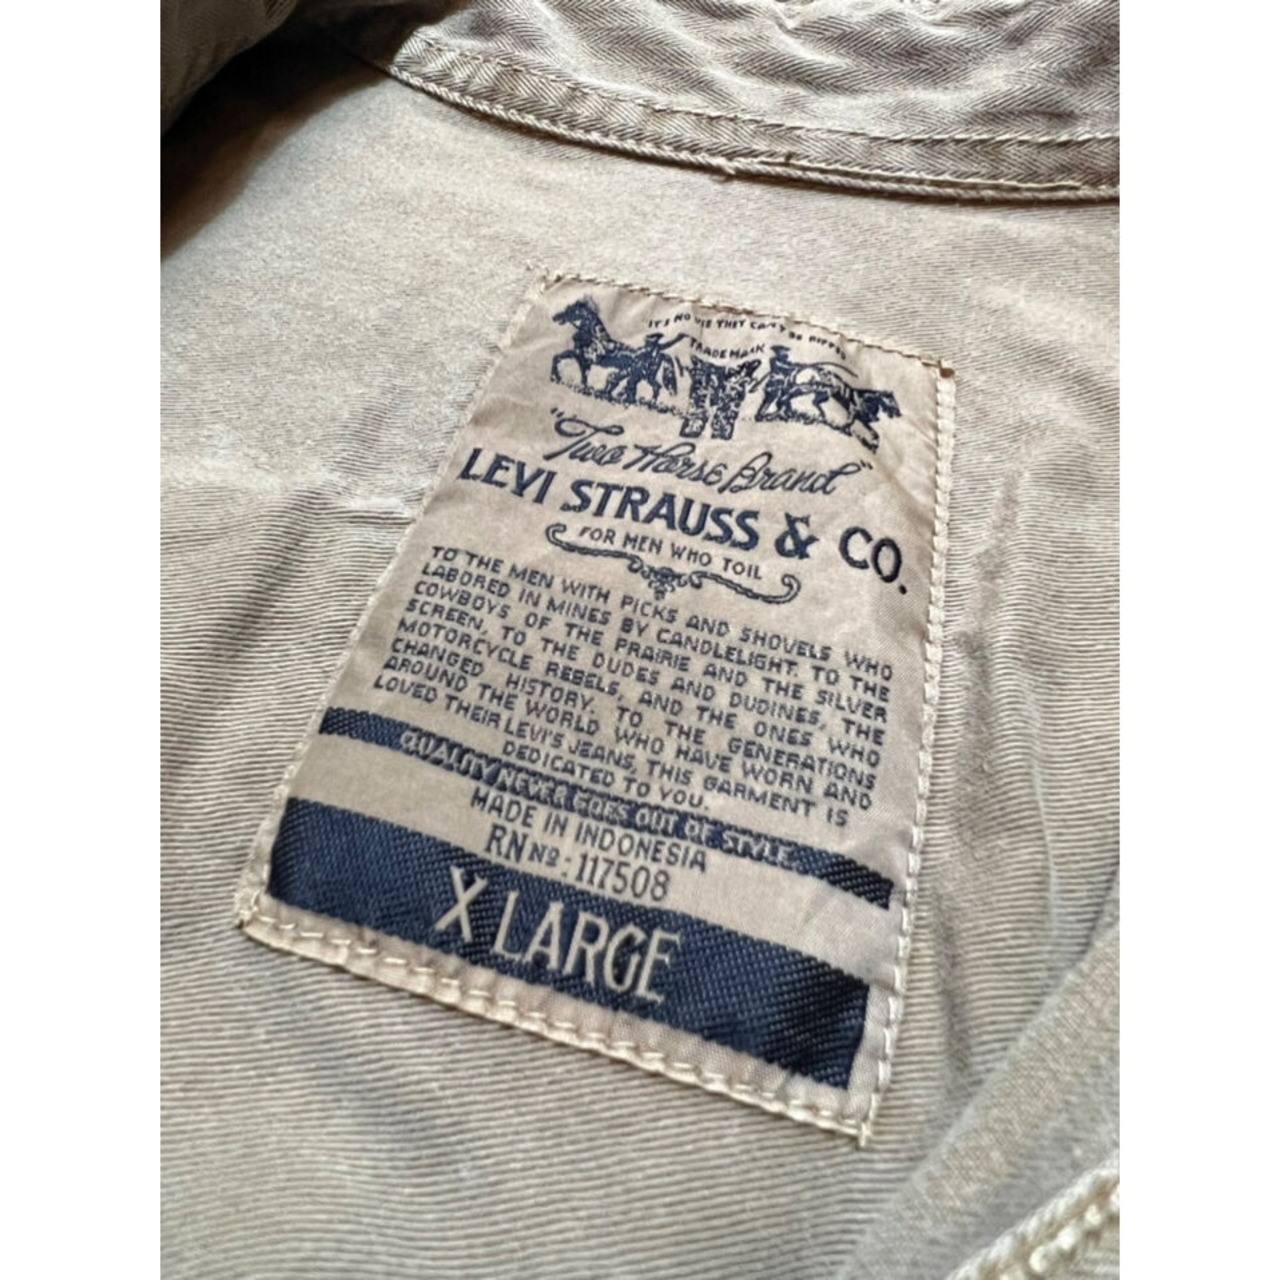 IT'S NO USE THEY CAN'T BE RIPPED
TRADE MARK
"Two Horse Brand"
LEVI STRAUSS & CO.
FOR MEN WHO TOIL
TO THE MEN WITH PICKS AND SHOVELS WHO
LABORED IN MINES BY CANDLELIGHT. TO THE
COWBOYS OF THE PRAIRIE AND THE SILVER
SCREEN, TO THE DUDES AND DUDINES, THE
MOTORCYCLE REBELS, AND THE ONES WHO
CHANGED HISTORY. TO THE GENERATIONS
AROUND THE WORLD WHO HAVE WORN AND
LOVED THEIR LEVI'S JEANS, THIS GARMENT IS
DEDICATED TO YOU.
QUALITY NEVER GOES OUT OF STYLE.
MADE IN INDONESIA
RN Nº: 117508
X LARGE